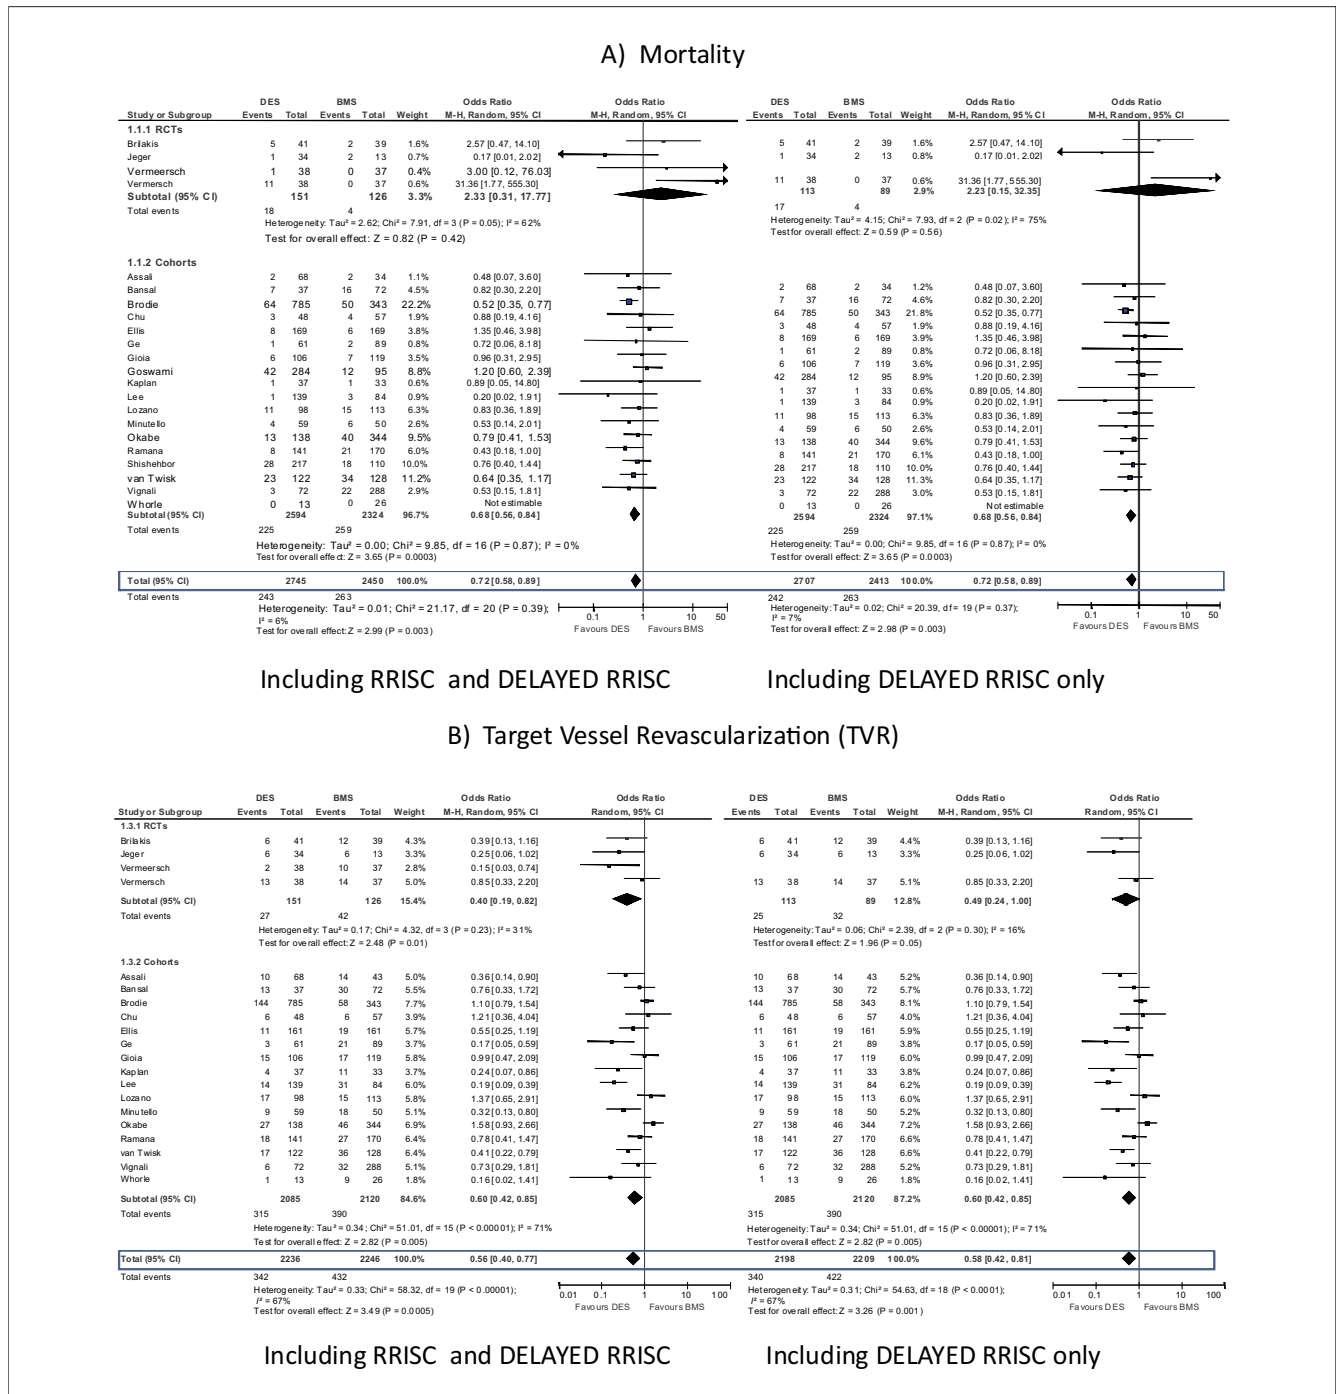 A) Mortality
DES BMS Odds Ratio Odds Ratio DES BMS Odds Ratio Odds Ratio
Study or Subgroup Events Total Events Total Weight M-H, Random, 95% CI M-H, Random, 95% CI Events Total Events Total Weight M-H, Random, 95% CI M-H, Random, 95% CI
1.1.1 RCTs
Brilakis 5 41 2 39 1.6% 2.57 [0.47, 14.10] 5 41 2 39 1.6% 2.57 [0.47, 14.10]
Jeger 1 34 2 13 0.7% 0.17 [0.01, 2.02] 1 34 2 13 0.8% 0.17 [0.01, 2.02]
Vermeersch 1 38 0 37 0.4% 3.00 [0.12, 76.03]
Vermersch 11 38 0 37 0.6% 31.36 [1.77, 555.30] 11 38 0 37 0.6% 31.36 [1.77, 555.30]
Subtotal (95% CI) 151 126 3.3% 2.33 [0.31, 17.77] 113 89 2.9% 2.23 [0.15, 32.35]
Total events 18 4 17 4
Heterogeneity: Tau² = 2.62; Chi² = 7.91, df = 3 (P = 0.05); I² = 62% Heterogeneity: Tau² = 4.15; Chi² = 7.93, df = 2 (P = 0.02); I² = 75%
Test for overall effect: Z = 0.82 (P = 0.42) Test for overall effect: Z = 0.59 (P = 0.56)
1.1.2 Cohorts
Assali 2 68 2 34 1.1% 0.48 [0.07, 3.60] 2 68 2 34 1.2% 0.48 [0.07, 3.60]
Bansal 7 37 16 72 4.5% 0.82 [0.30, 2.20] 7 37 16 72 4.6% 0.82 [0.30, 2.20]
Brodie 64 785 50 343 22.2% 0.52 [0.35, 0.77] 64 785 50 343 21.8% 0.52 [0.35, 0.77]
Chu 3 48 4 57 1.9% 0.88 [0.19, 4.16] 3 48 4 57 2.0% 0.88 [0.19, 4.16]
Ellis 8 169 6 169 3.8% 1.35 [0.46, 3.98] 8 169 6 169 3.9% 1.35 [0.46, 3.98]
Ge 1 61 2 89 0.8% 0.72 [0.06, 8.18] 1 61 2 89 0.8% 0.72 [0.06, 8.18]
Gioia 6 106 7 119 3.5% 0.96 [0.31, 2.95] 6 106 7 119 3.6% 0.96 [0.31, 2.95]
Goswami 42 284 12 95 8.8% 1.20 [0.60, 2.39] 42 284 12 95 8.9% 1.20 [0.60, 2.39]
Kaplan 1 37 1 33 0.6% 0.89 [0.05, 14.80] 1 37 1 33 0.6% 0.89 [0.05, 14.80]
Lee 1 139 3 84 0.9% 0.20 [0.02, 1.91] 1 139 3 84 0.9% 0.20 [0.02, 1.91]
Lozano 11 98 15 113 6.3% 0.83 [0.36, 1.89] 11 98 15 113 6.5% 0.83 [0.36, 1.89]
Minutello 4 59 6 50 2.6% 0.53 [0.14, 2.01] 4 59 6 50 2.7% 0.53 [0.14, 2.01]
Okabe 13 138 40 344 9.5% 0.79 [0.41, 1.53] 13 138 40 344 9.6% 0.79 [0.41, 1.53]
Ramana 8 141 21 170 6.0% 0.43 [0.18, 1.00] 8 141 21 170 6.1% 0.43 [0.18, 1.00]
Shishehbor 28 217 18 110 10.0% 0.76 [0.40, 1.44] 28 217 18 110 10.0% 0.76 [0.40, 1.44]
van Twisk 23 122 34 128 11.2% 0.64 [0.35, 1.17] 23 122 34 128 11.3% 0.64 [0.35, 1.17]
Vignali 3 72 22 288 2.9% 0.53 [0.15, 1.81] 3 72 22 288 3.0% 0.53 [0.15, 1.81]
Whorle 0 13 0 26 Not estimable 0 13 0 26 Not estimable
Subtotal (95% CI) 2594 2324 96.7% 0.68 [0.56, 0.84] 2594 2324 97.1% 0.68 [0.56, 0.84]
Total events 225 259 225 259
Heterogeneity: Tau² = 0.00; Chi² = 9.85, df = 16 (P = 0.87); I² = 0% Heterogeneity: Tau² = 0.00; Chi² = 9.85, df = 16 (P = 0.87); I² = 0%
Test for overall effect: Z = 3.65 (P = 0.0003) Test for overall effect: Z = 3.65 (P = 0.0003)
Total (95% CI) 2745 2450 100.0% 0.72 [0.58, 0.89] 2707 2413 100.0% 0.72 [0.58, 0.89]
Total events 243 263 242 263
Heterogeneity: Tau² = 0.01; Chi² = 21.17, df = 20 (P = 0.39); Heterogeneity: Tau² = 0.02; Chi² = 20.39, df = 19 (P = 0.37);
I² = 6% 0.1 1 10 50 I² = 7% 0.1 1 10 50
Test for overall effect: Z = 2.99 (P = 0.003) Favours DES Favours BMS Test for overall effect: Z = 2.98 (P = 0.003) Favours DES Favours BMS
Including RRISC and DELAYED RRISC Including DELAYED RRISC only
B) Target Vessel Revascularization (TVR)
DES BMS Odds Ratio Odds Ratio DES BMS Odds Ratio Odds Ratio
Study or Subgroup Events Total Events Total Weight M-H, Random, 95% CI Random, 95% CI Events Total Events Total Weight M-H, Random, 95% CI Random, 95% CI
1.3.1 RCTs
Brilakis 6 41 12 39 4.3% 0.39 [0.13, 1.16] 6 41 12 39 4.4% 0.39 [0.13, 1.16]
Jeger 6 34 6 13 3.3% 0.25 [0.06, 1.02] 6 34 6 13 3.3% 0.25 [0.06, 1.02]
Vermeersch 2 38 10 37 2.8% 0.15 [0.03, 0.74]
Vermersch 13 38 14 37 5.0% 0.85 [0.33, 2.20] 13 38 14 37 5.1% 0.85 [0.33, 2.20]
Subtotal (95% CI) 151 126 15.4% 0.40 [0.19, 0.82] 113 89 12.8% 0.49 [0.24, 1.00]
Total events 27 42 25 32
Heterogeneity: Tau² = 0.17; Chi² = 4.32, df = 3 (P = 0.23); I² = 31% Heterogeneity: Tau² = 0.06; Chi² = 2.39, df = 2 (P = 0.30); I² = 16%
Test for overall effect: Z = 2.48 (P = 0.01) Test for overall effect: Z = 1.96 (P = 0.05)
1.3.2 Cohorts
Assali 10 68 14 43 5.0% 0.36 [0.14, 0.90] 10 68 14 43 5.2% 0.36 [0.14, 0.90]
Bansal 13 37 30 72 5.5% 0.76 [0.33, 1.72] 13 37 30 72 5.7% 0.76 [0.33, 1.72]
Brodie 144 785 58 343 7.7% 1.10 [0.79, 1.54] 144 785 58 343 8.1% 1.10 [0.79, 1.54]
Chu 6 48 6 57 3.9% 1.21 [0.36, 4.04] 6 48 6 57 4.0% 1.21 [0.36, 4.04]
Ellis 11 161 19 161 5.7% 0.55 [0.25, 1.19] 11 161 19 161 5.9% 0.55 [0.25, 1.19]
Ge 3 61 21 89 3.7% 0.17 [0.05, 0.59] 3 61 21 89 3.8% 0.17 [0.05, 0.59]
Gioia 15 106 17 119 5.8% 0.99 [0.47, 2.09] 15 106 17 119 6.0% 0.99 [0.47, 2.09]
Kaplan 4 37 11 33 3.7% 0.24 [0.07, 0.86] 4 37 11 33 3.8% 0.24 [0.07, 0.86]
Lee 14 139 31 84 6.0% 0.19 [0.09, 0.39] 14 139 31 84 6.2% 0.19 [0.09, 0.39]
Lozano 17 98 15 113 5.8% 1.37 [0.65, 2.91] 17 98 15 113 6.0% 1.37 [0.65, 2.91]
Minutello 9 59 18 50 5.0% 0.32 [0.13, 0.80] 9 59 18 50 5.2% 0.32 [0.13, 0.80]
Okabe 27 138 46 344 6.9% 1.58 [0.93, 2.66] 27 138 46 344 7.2% 1.58 [0.93, 2.66]
Ramana 18 141 27 170 6.4% 0.78 [0.41, 1.47] 18 141 27 170 6.6% 0.78 [0.41, 1.47]
van Twisk 17 122 36 128 6.4% 0.41 [0.22, 0.79] 17 122 36 128 6.6% 0.41 [0.22, 0.79]
Vignali 6 72 32 288 5.0% 0.73 [0.29, 1.81] 6 72 32 288 5.2% 0.73 [0.29, 1.81]
Whorle 1 13 9 26 1.8% 0.16 [0.02, 1.41] 1 13 9 26 1.8% 0.16 [0.02, 1.41]
Subtotal (95% CI) 2085 2120 84.6% 0.60 [0.42, 0.85] 2085 2120 87.2% 0.60 [0.42, 0.85]
Total events 315 390 315 390
Heterogeneity: Tau² = 0.34; Chi² = 51.01, df = 15 (P < 0.00001); I² = 71% Heterogeneity: Tau² = 0.34; Chi² = 51.01, df = 15 (P < 0.00001); I² = 71%
Test for overall effect: Z = 2.82 (P = 0.005) Test for overall effect: Z = 2.82 (P = 0.005)
Total (95% CI) 2236 2246 100.0% 0.56 [0.40, 0.77] 2198 2209 100.0% 0.58 [0.42, 0.81]
Total events 342 432 340 422
Heterogeneity: Tau² = 0.33; Chi² = 58.32, df = 19 (P < 0.00001); Heterogeneity: Tau² = 0.31; Chi² = 54.63, df = 18 (P < 0.0001);
I² = 67% 0.01 0.1 1 10 100 I² = 67% 0.01 0.1 1 10 100
Test for overall effect: Z = 3.49 (P = 0.0005) Favours DES Favours BMS Test for overall effect: Z = 3.26 (P = 0.001) Favours DES Favours BMS
Including RRISC and DELAYED RRISC Including DELAYED RRISC only